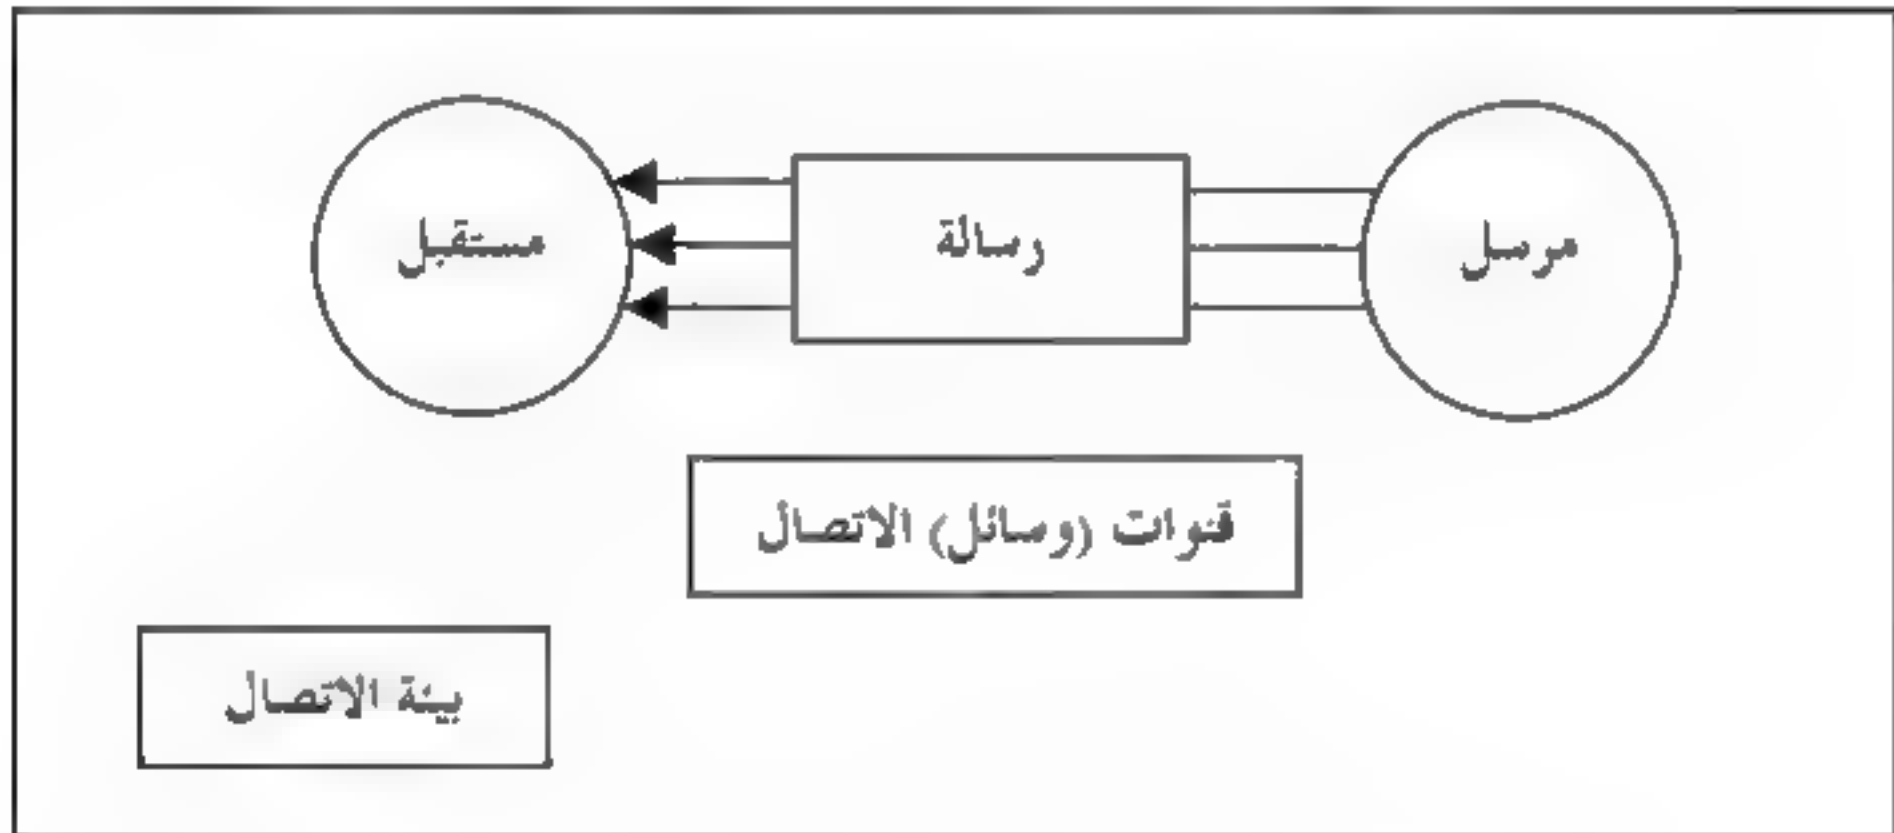 مرسل
رسالة
مستقبل
قنوات (وسائل) الاتصال
بيئة الاتصال